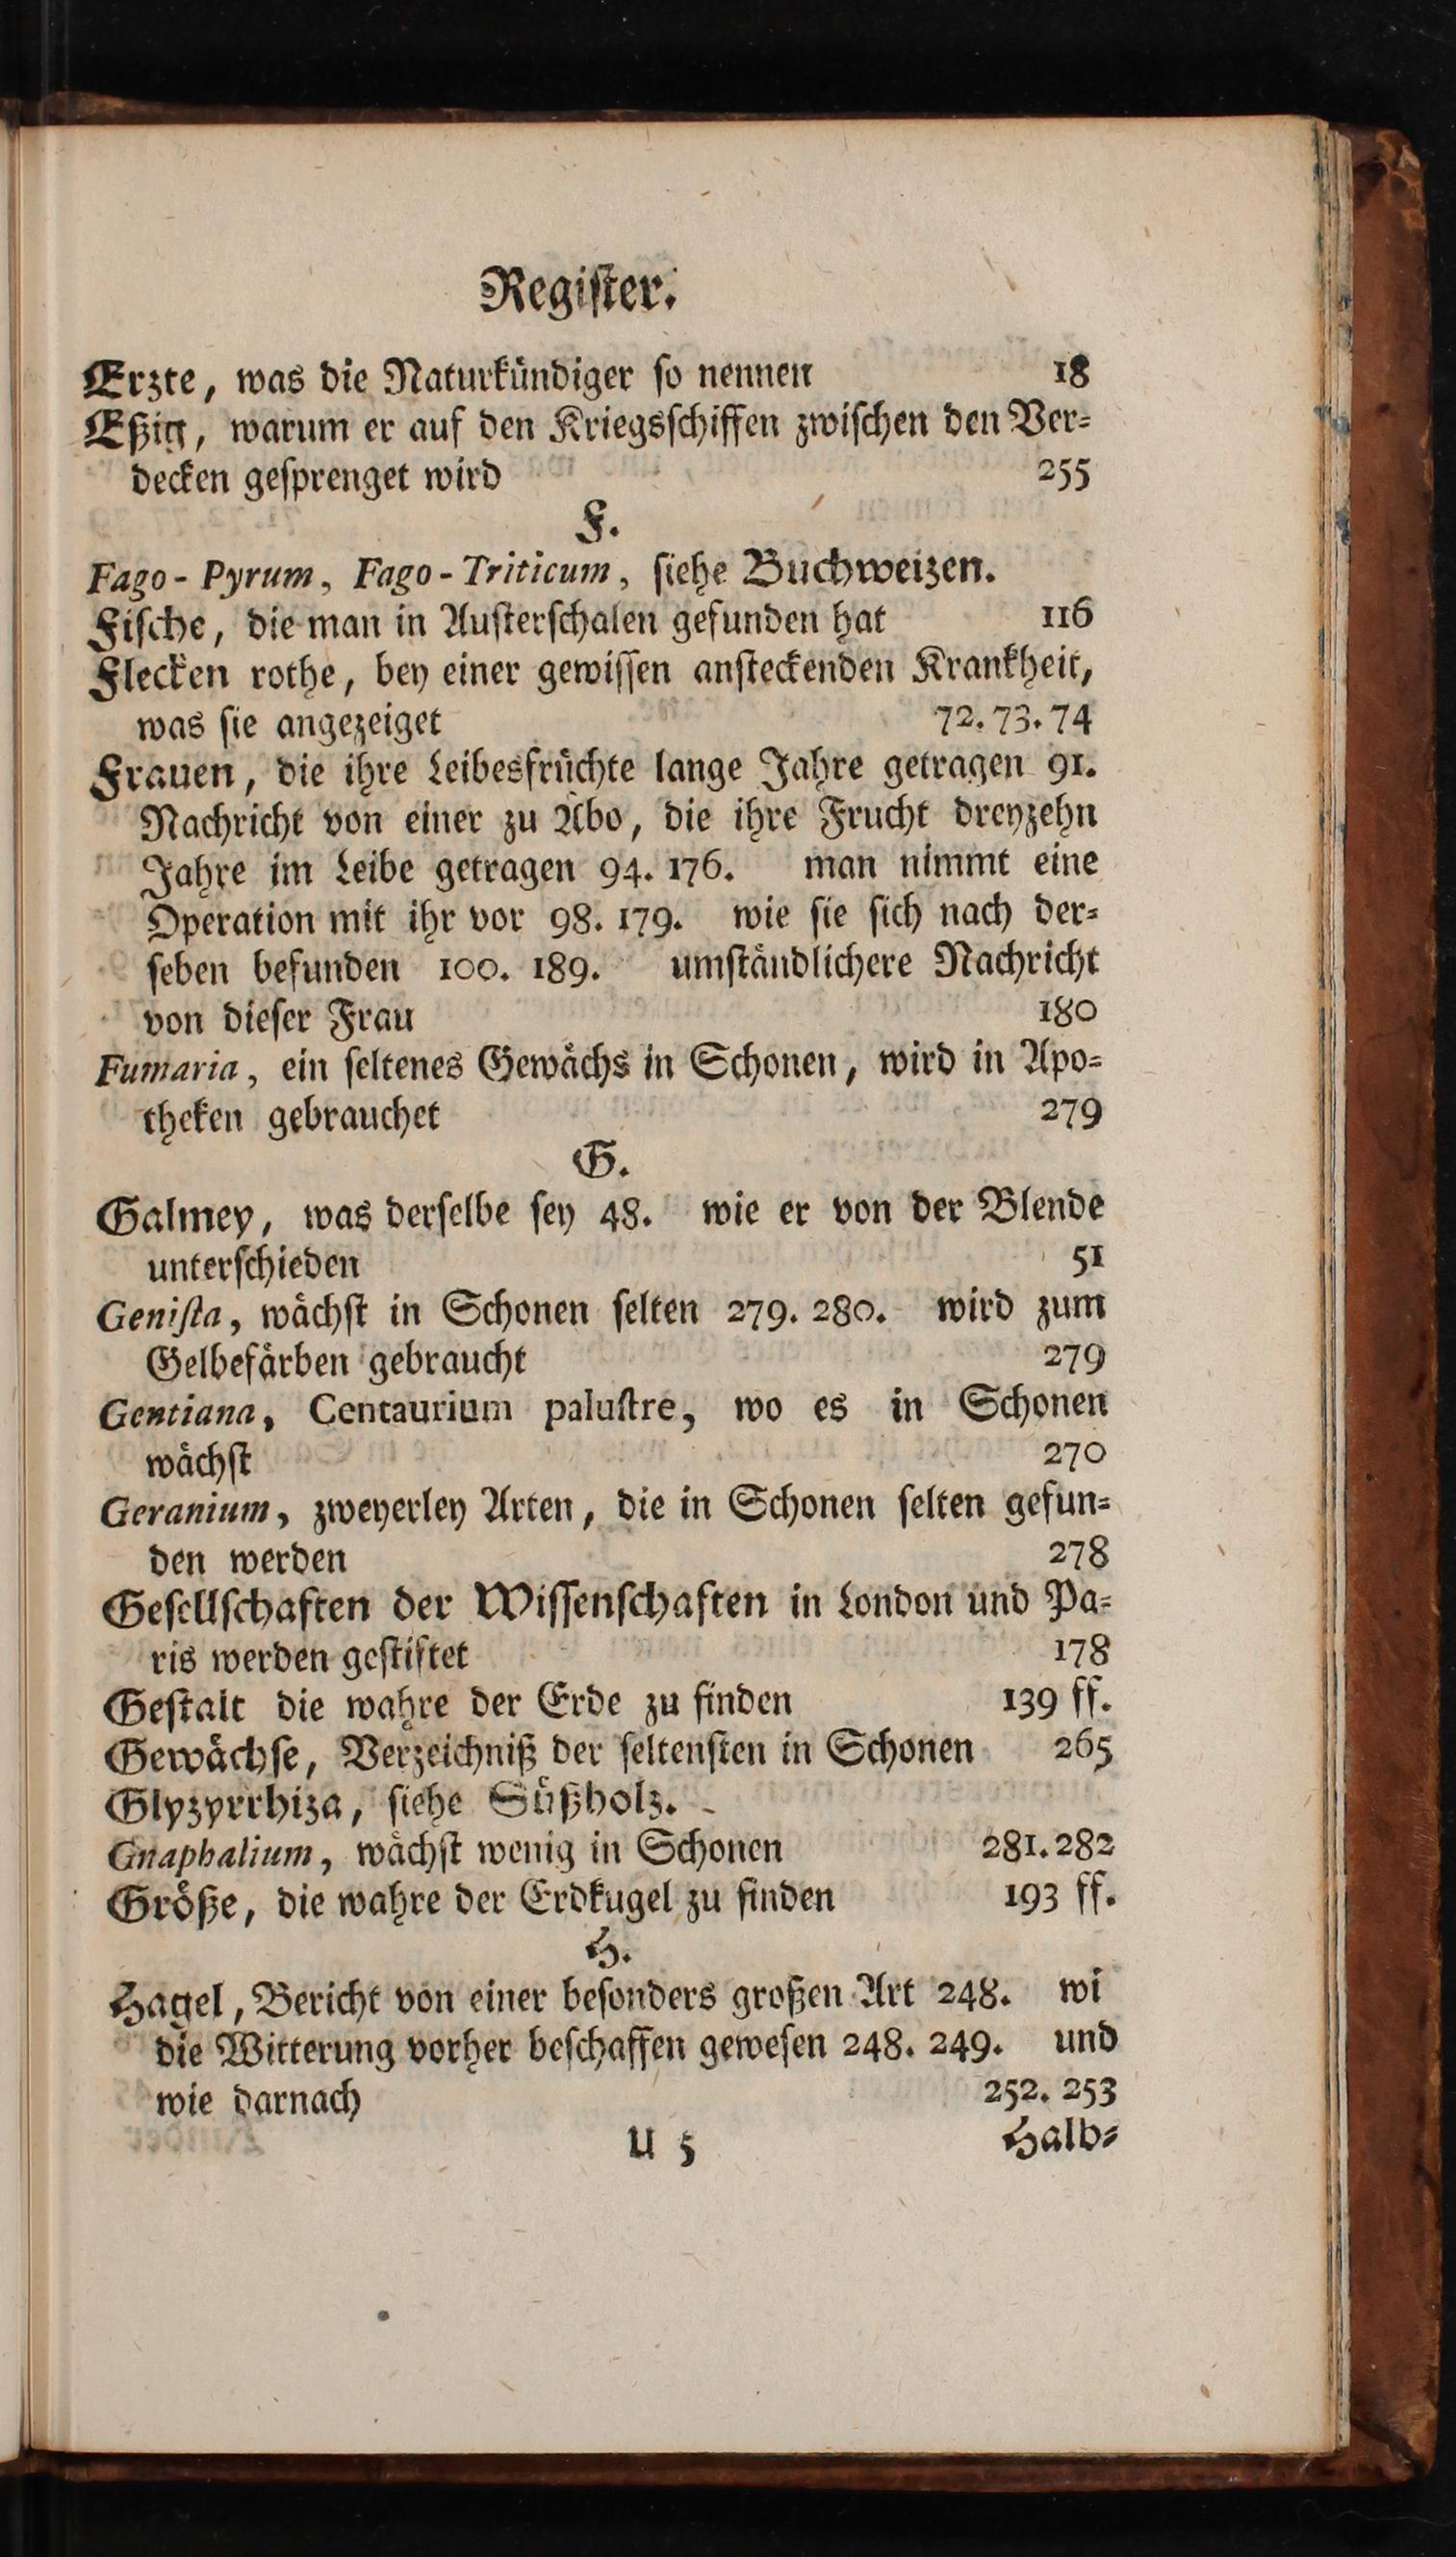 Regiſter.
Erzte, was die Naturkündiger ſo nennen 18
Eßig, warum er auf den Kriegsſchiffen zwiſchen den Ver-
decken geſprenget wird 255
F.
Fago-Pyrum, Fago-Triticum, ſiehe Buchweizen.
Fiſche, die man in Auſterſchalen gefunden hat 116
Flecken rothe, bey einer gewiſſen anſteckenden Krankheit,
was ſie angezeiget 72. 73. 74
Frauen, die ihre Leibesfrüchte lange Jahre getragen 91.
Nachricht von einer zu Åbo, die ihre Frucht dreyzehn
Jahre im Leibe getragen 94. 176. man nimmt eine
Operation mit ihr vor 98. 179. wie ſie ſich nach der-
ſeben befunden 100. 189. umſtändlichere Nachricht
von dieſer Frau 180
Fumaria, ein ſeltenes Gewächs in Schonen, wird in Apo-
theken gebrauchet 279
G.
Galmey, was derſelbe ſey 48. wie er von der Blende
unterſchieden 51
Geniſta, wächſt in Schonen ſelten 279. 280. wird zum
Gelbefärben gebraucht 279
Gentiana, Centaurium paluſtre, wo es in Schonen
wächſt 270
Geranium, zweyerley Arten, die in Schonen ſelten gefun-
den werden 278
Geſellſchaften der Wiſſenſchaften in London und Pa-
ris werden geſtiftet 178
Geſtalt die wahre der Erde zu finden 139 ff.
Gewächſe, Verzeichniß der ſeltenſten in Schonen 265
Glyzyrrhiza, ſiehe Süßholz.
Gnaphalium, wächſt wenig in Schonen 281. 282
Größe, die wahre der Erdkugel zu finden 193 ff.
H.
Hagel, Bericht von einer beſonders großen Art 248. wi
die Witterung vorher beſchaffen geweſen 248. 249. und
wie darnach 252. 253
U 5 Halb-